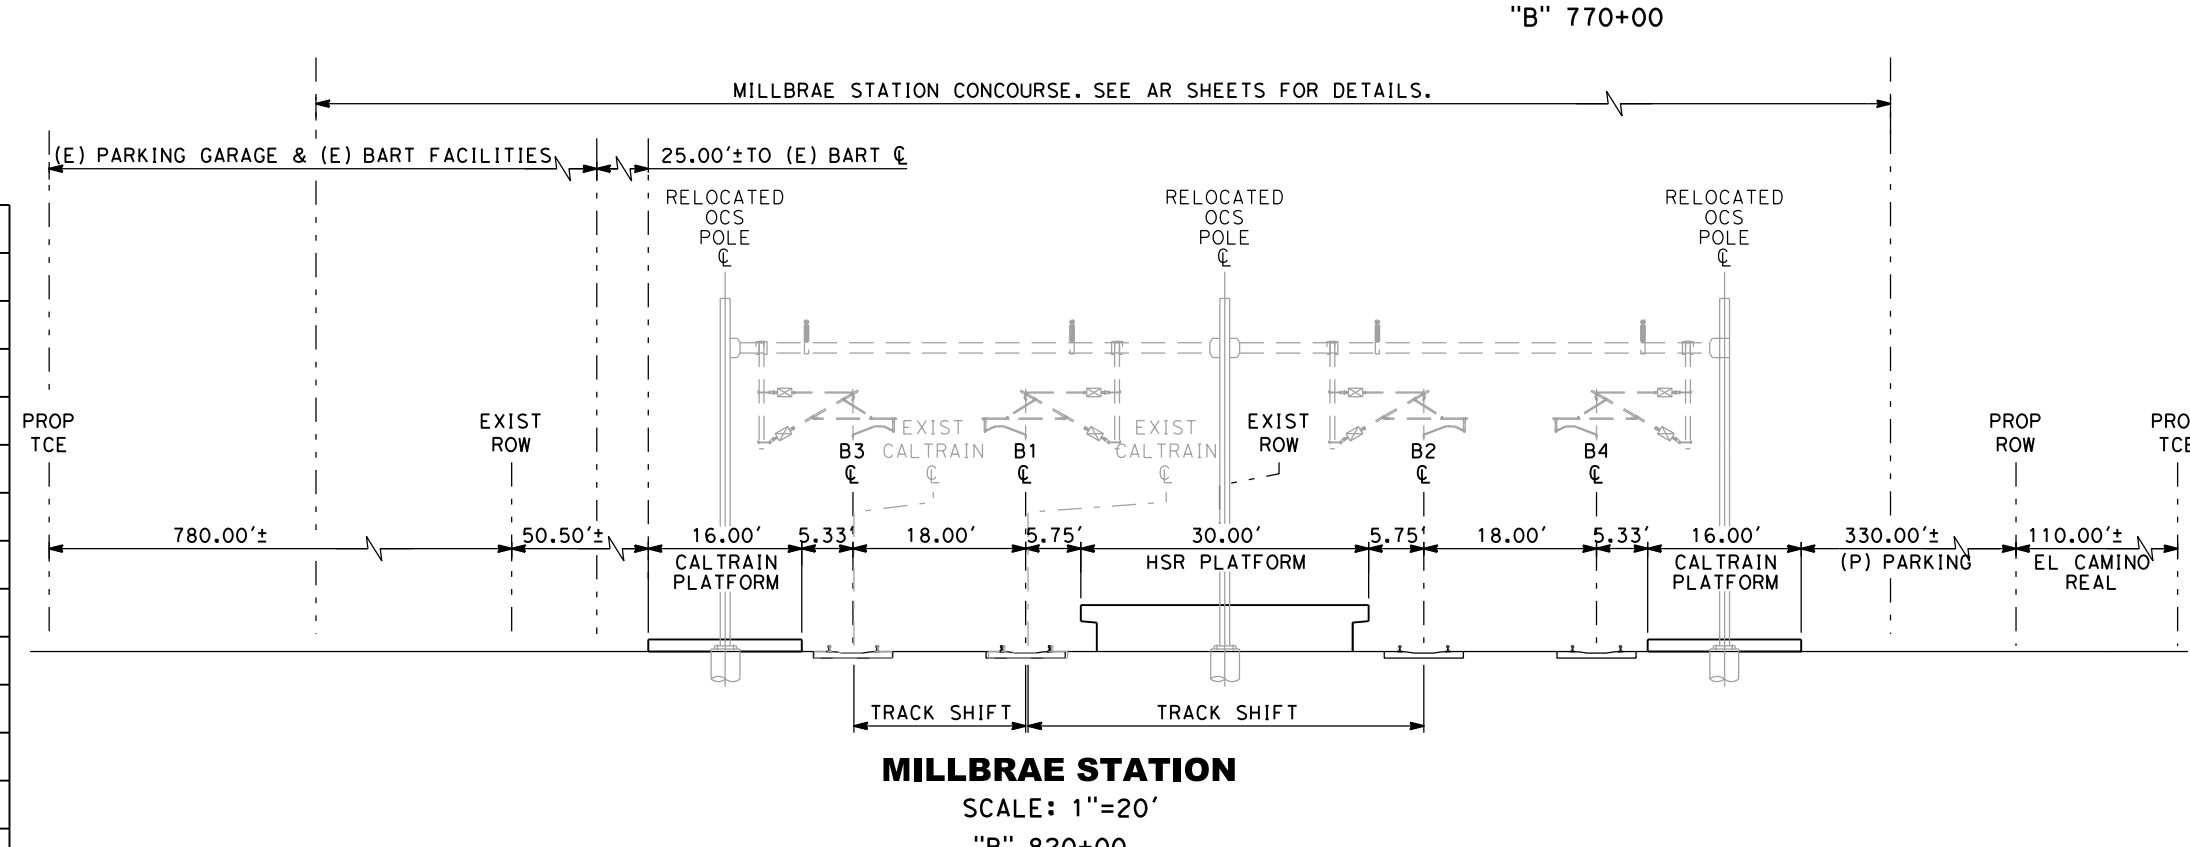 "B" 770+00
MILLBRAE STATION CONCOURSE. SEE AR SHEETS FOR DETAILS.
(E) PARKING GARAGE & (E) BART FACILITIES
25.00'± TO (E) BART ℄
RELOCATED
OCS
POLE
℄
RELOCATED
OCS
POLE
℄
RELOCATED
OCS
POLE
℄
PROP
TCE
EXIST
ROW
B3
℄
EXIST
CALTRAIN
℄
B1
℄
EXIST
CALTRAIN
℄
EXIST
ROW
B2
℄
B4
℄
PROP
ROW
PRO
TCE
780.00'±
50.50'±
16.00'
CALTRAIN
PLATFORM
5.33'
18.00'
5.75'
30.00'
HSR PLATFORM
5.75'
18.00'
5.33'
16.00'
CALTRAIN
PLATFORM
330.00'±
(P) PARKING
110.00'±
EL CAMINO
REAL
TRACK SHIFT
TRACK SHIFT
MILLBRAE STATION
SCALE: 1"=20'
"B" 820+00